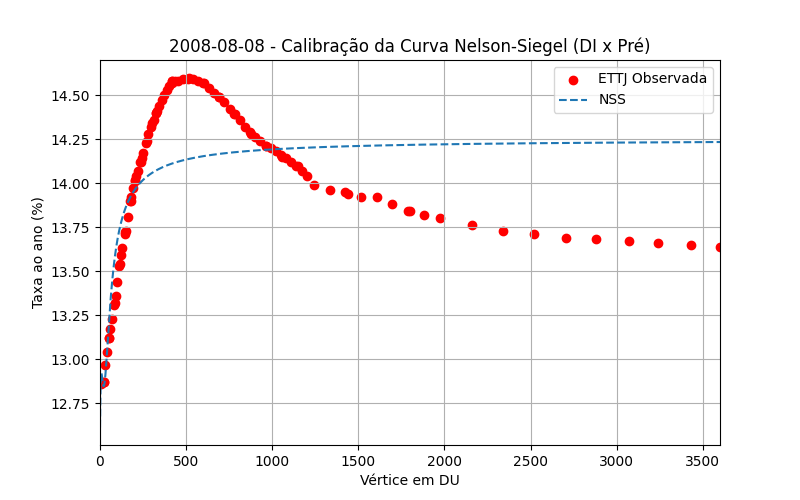 2008-08-08 - Calibração da Curva Nelson-Siegel (DI x Pré)
ETTJ Observada
NSS
Taxa ao ano (%)
14.50
14.25
14.00
13.75
13.50
13.25
13.00
12.75
0 500 1000 1500 2000 2500 3000 3500
Vértice em DU